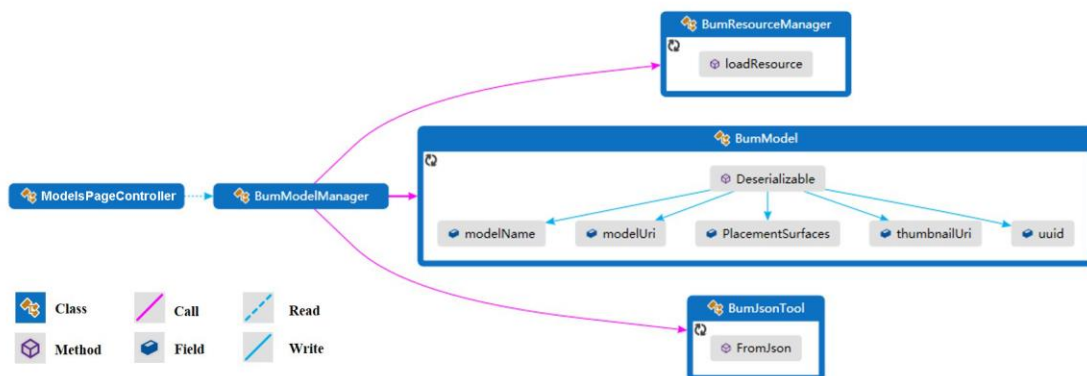 BumResourceManager
loadResource
BumModel
Deserializable
ModelsPageController
BumModelManager
modelName
modelUri
PlacementSurfaces
thumbnailUri
uuid
Class
Call
Read
BumJsonTool
Method
Field
Write
FromJson